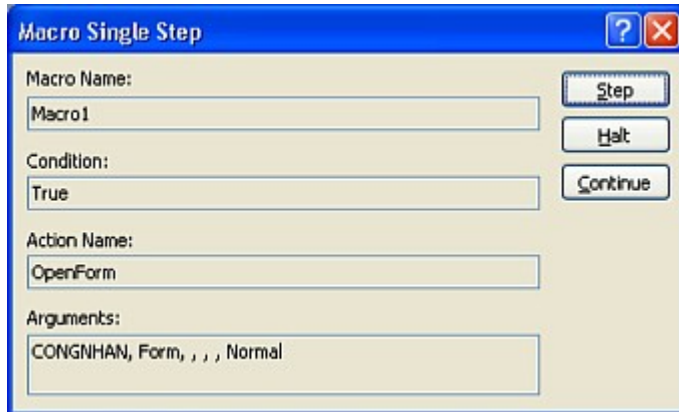 Macro Single Step
Macro Name:
Macro1
Condition:
True
Action Name:
OpenForm
Arguments:
CONGNHAN, Form, , , , Normal
Step
Halt
Continue